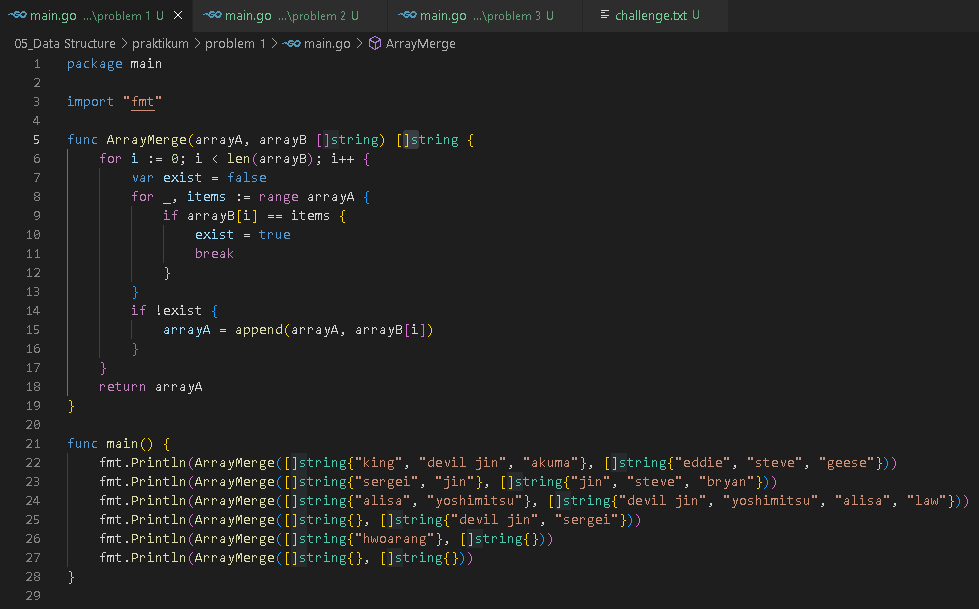 main.go ...\problem 1 U main.go ...\problem 2 U main.go ...\problem 3 U challenge.txt U
05_Data Structure > praktikum > problem 1 > main.go > ArrayMerge
1 package main
2
3 import "fmt"
4
5 func ArrayMerge(arrayA, arrayB []string) []string {
6 for i := 0; i < len(arrayB); i++ {
7 var exist = false
8 for _, items := range arrayA {
9 if arrayB[i] == items {
10 exist = true
11 break
12 }
13 }
14 if !exist {
15 arrayA = append(arrayA, arrayB[i])
16 }
17 }
18 return arrayA
19 }
20
21 func main() {
22 fmt.Println(ArrayMerge([]string{"king", "devil jin", "akuma"}, []string{"eddie", "steve", "geese"}))
23 fmt.Println(ArrayMerge([]string{"sergei", "jin"}, []string{"jin", "steve", "bryan"}))
24 fmt.Println(ArrayMerge([]string{"alisa", "yoshimitsu"}, []string{"devil jin", "yoshimitsu", "alisa", "law"}))
25 fmt.Println(ArrayMerge([]string{}, []string{"devil jin", "sergei"}))
26 fmt.Println(ArrayMerge([]string{"hwoarang"}, []string{}))
27 fmt.Println(ArrayMerge([]string{}, []string{}))
28 }
29